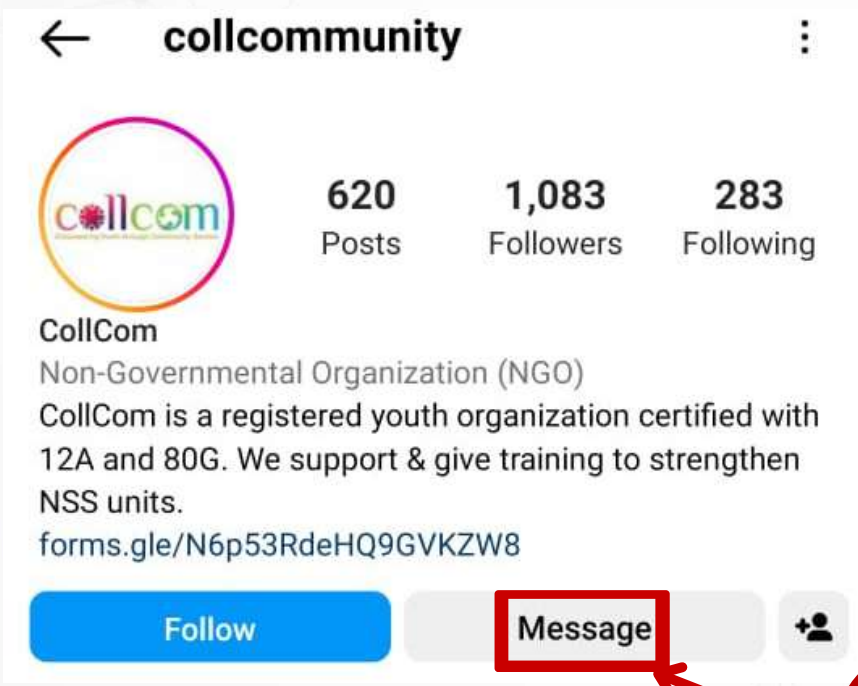 collcommunity
collcom
620 1,083 283
Posts Followers Following
CollCom
Non-Governmental Organization (NGO)
CollCom is a registered youth organization certified with
12A and 80G. We support & give training to strengthen
NSS units.
forms.gle/N6p53RdeHQ9GVKZW8
Follow Message